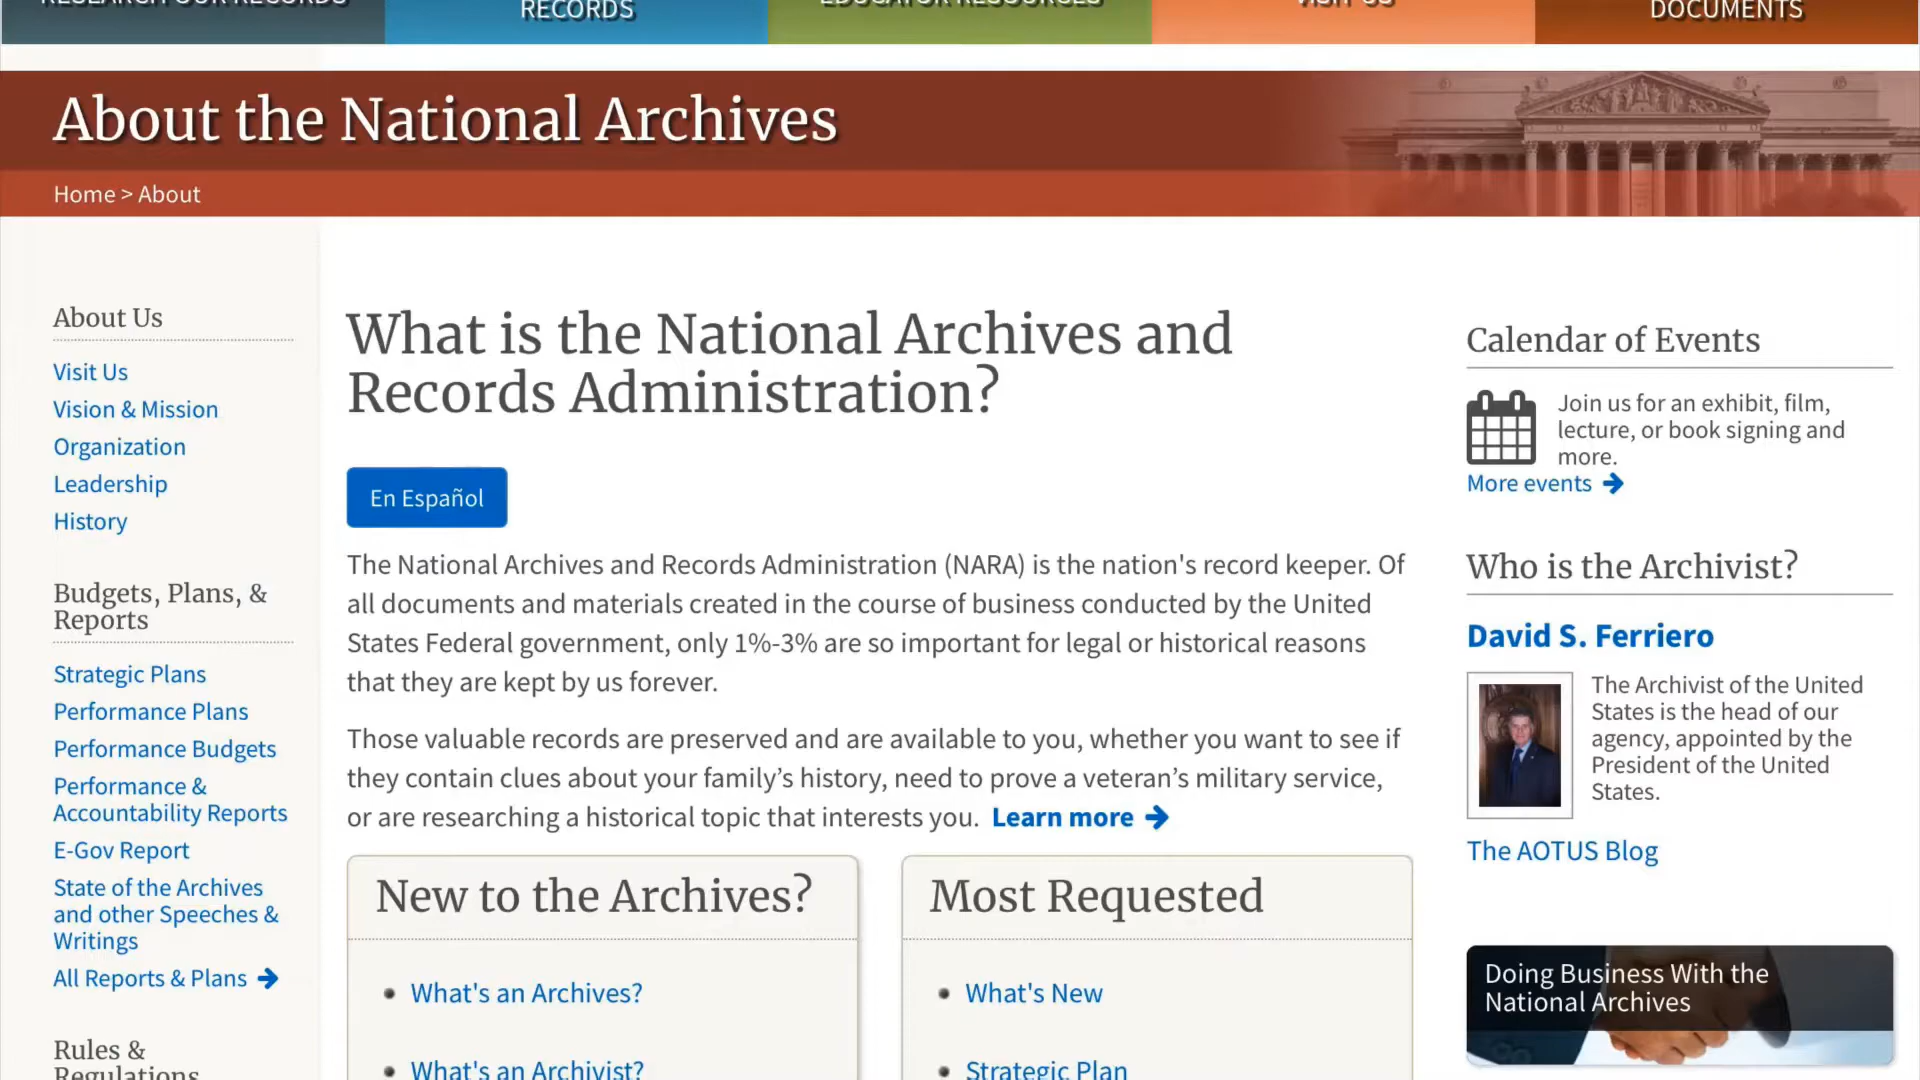 RESEARCH OUR RECORDS
RECORDS
EDUCATOR RESOURCES
VISIT US
DOCUMENTS
About the National Archives
Home > About
About Us
Visit Us
Vision & Mission
Organization
Leadership
History
Budgets, Plans, &
Reports
Strategic Plans
Performance Plans
Performance Budgets
Performance &
Accountability Reports
E-Gov Report
State of the Archives
and other Speeches &
Writings
All Reports & Plans
Rules &
Regulations
What is the National Archives and
Records Administration?
En Español
The National Archives and Records Administration (NARA) is the nation's record keeper. Of
all documents and materials created in the course of business conducted by the United
States Federal government, only 1%-3% are so important for legal or historical reasons
that they are kept by us forever.
Those valuable records are preserved and are available to you, whether you want to see if
they contain clues about your family’s history, need to prove a veteran’s military service,
or are researching a historical topic that interests you. Learn more
New to the Archives?
What's an Archives?
What's an Archivist?
Most Requested
What's New
Strategic Plan
Calendar of Events
Join us for an exhibit, film,
lecture, or book signing and
more.
More events
Who is the Archivist?
David S. Ferriero
The Archivist of the United
States is the head of our
agency, appointed by the
President of the United
States.
The AOTUS Blog
Doing Business With the
National Archives